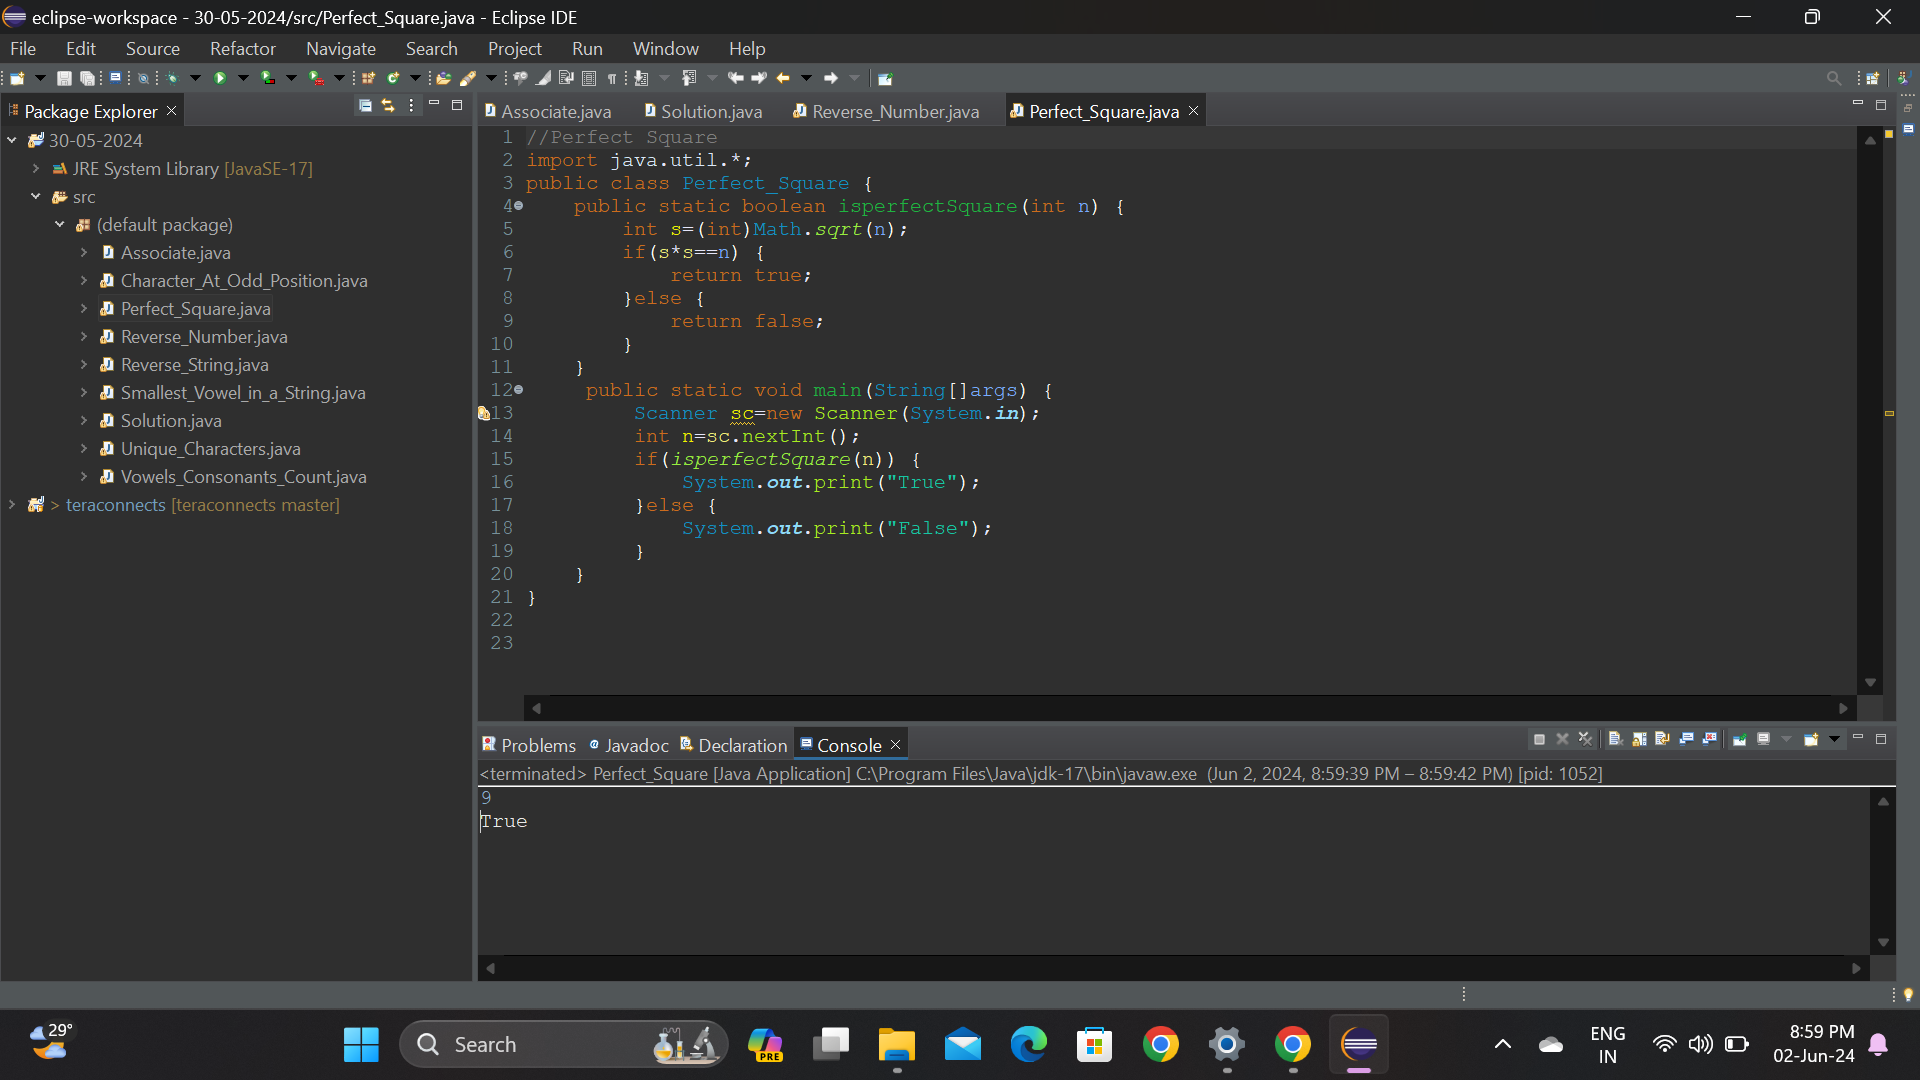 eclipse-workspace - 30-05-2024/src/Perfect_Square.java - Eclipse IDE
File Edit Source Refactor Navigate Search Project Run Window Help
Package Explorer
30-05-2024
JRE System Library [JavaSE-17]
src
(default package)
Associate.java
Character_At_Odd_Position.java
Perfect_Square.java
Reverse_Number.java
Reverse_String.java
Smallest_Vowel_in_a_String.java
Solution.java
Unique_Characters.java
Vowels_Consonants_Count.java
> teraconnects [teraconnects master]
Associate.java Solution.java Reverse_Number.java Perfect_Square.java
1 //Perfect Square
2 import java.util.*;
3 public class Perfect_Square {
4 public static boolean isperfectSquare(int n) {
5 int s=(int)Math.sqrt(n);
6 if(s*s==n) {
7 return true;
8 }else {
9 return false;
10 }
11 }
12 public static void main(String[]args) {
13 Scanner sc=new Scanner(System.in);
14 int n=sc.nextInt();
15 if(isperfectSquare(n)) {
16 System.out.print("True");
17 }else {
18 System.out.print("False");
19 }
20 }
21 }
22
23
Problems Javadoc Declaration Console
<terminated> Perfect_Square [Java Application] C:\Program Files\Java\jdk-17\bin\javaw.exe (Jun 2, 2024, 8:59:39 PM – 8:59:42 PM) [pid: 1052]
9
True
29°
Search
PRE
ENG
IN
8:59 PM
02-Jun-24